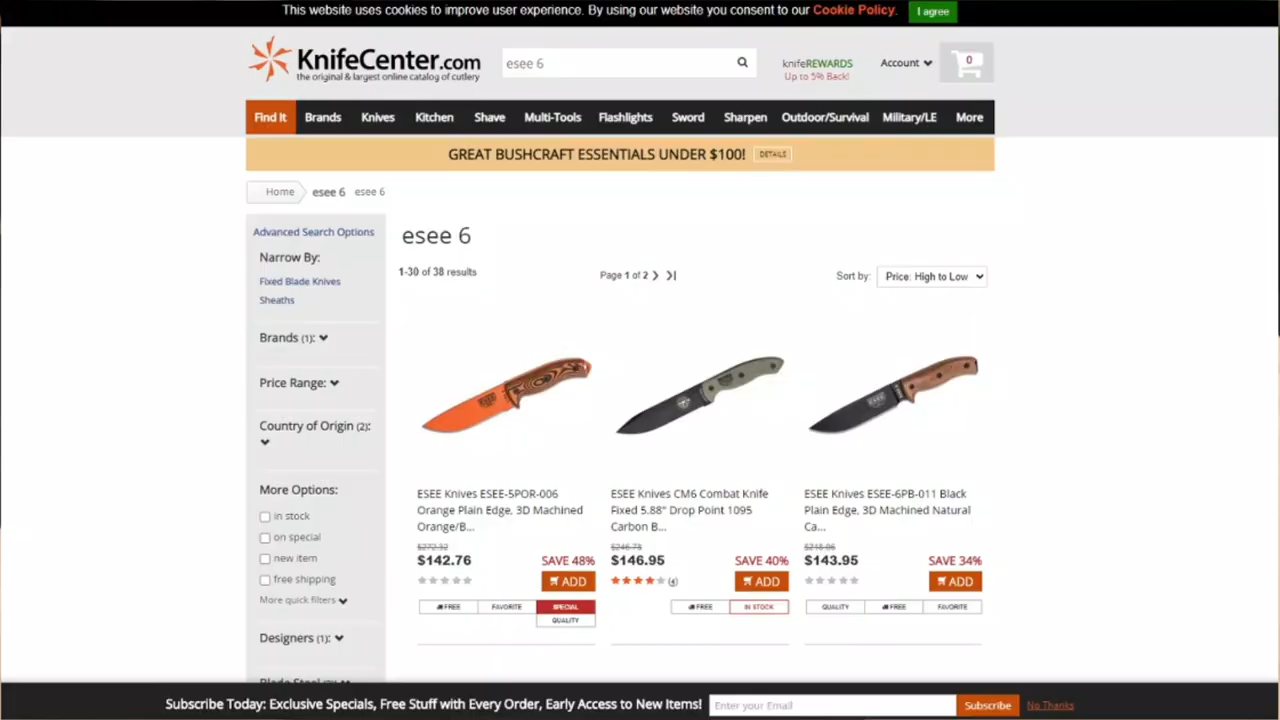 This website uses cookies to improve user experience. By using our website you consent to our Cookie Policy. I agree
KnifeCenter.com
the original & largest online catalog of cutlery
esee 6
knifeREWARDS
Up to 5% Back!
Account
0
Find It Brands Knives Kitchen Shave Multi-Tools Flashlights Sword Sharpen Outdoor/Survival Military/LE More
GREAT BUSHCRAFT ESSENTIALS UNDER $100! DETAILS
Home esee 6 esee 6
Advanced Search Options
Narrow By:
Fixed Blade Knives
Sheaths
Brands (1):
Price Range:
Country of Origin (2):
More Options:
in stock
on special
new item
free shipping
More quick filters
Designers (1):
esee 6
1-30 of 38 results
Page 1 of 2
Sort by: Price: High to Low
ESEE Knives ESEE-5POR-006
Orange Plain Edge, 3D Machined
Orange/B...
$142.76 SAVE 48%
ADD
FREE FAVORITE SPECIAL
QUALITY
ESEE Knives CM6 Combat Knife
Fixed 5.88" Drop Point 1095
Carbon B...
$246.78
$146.95 SAVE 40%
(4) ADD
FREE IN STOCK
ESEE Knives ESEE-6PB-011 Black
Plain Edge, 3D Machined Natural
Ca...
$143.95 SAVE 34%
ADD
QUALITY FREE FAVORITE
Subscribe Today: Exclusive Specials, Free Stuff with Every Order, Early Access to New Items! Enter your Email Subscribe No Thanks